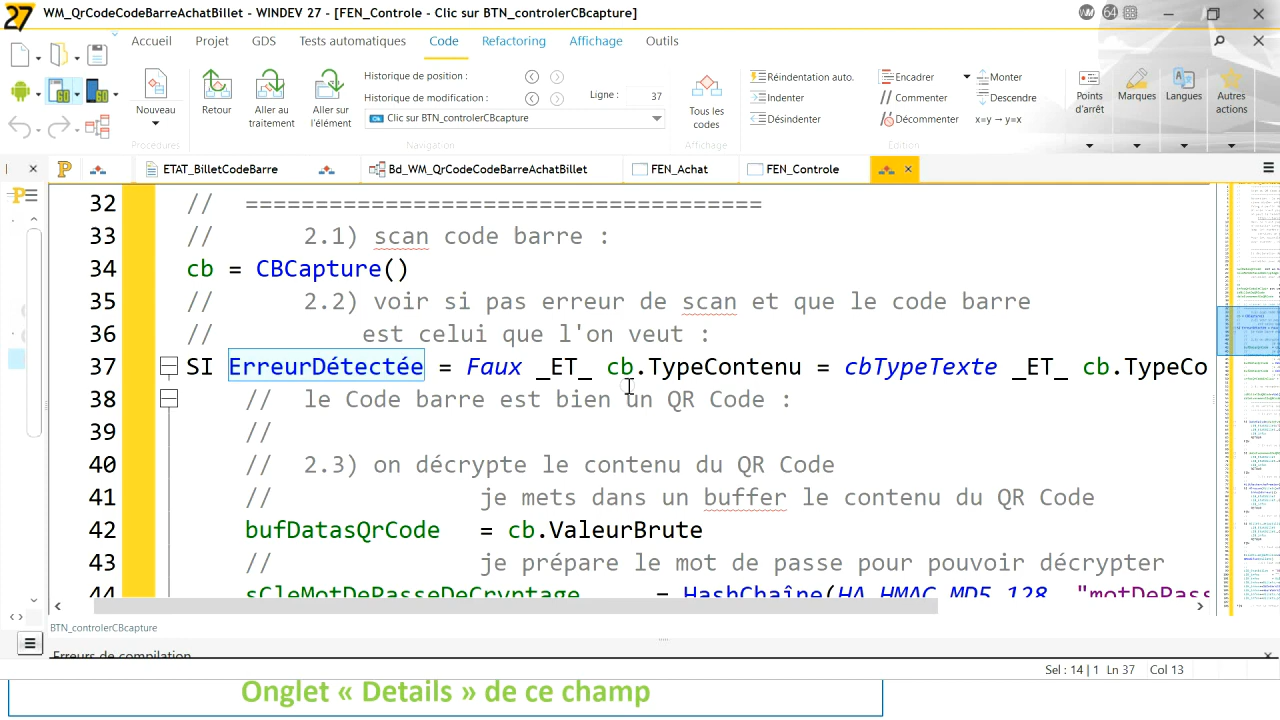 27 WM_QrCodeCodeBarreAchatBillet - WINDEV 27 - [FEN_Controle - Clic sur BTN_controlerCBcapture]
WM 64
Accueil Projet GDS Tests automatiques Code Refactoring Affichage Outils
Nouveau
Procédures
Retour
Aller à traitement
Aller sur l'élément
Historique de position :
Historique de modification :
Ligne : 37
Ok Clic sur BTN_controlerCBcapture
Navigation
Tous les codes
Affichage
Réindentation auto.
Indenter
Désindenter
Encadrer
Commenter
Décommenter
Monter
Descendre
x=y → y=x
Edition
Points d'arrêt
Marques
Langues
Autres actions
ETAT_BilletCodeBarre
Bd_WM_QrCodeCodeBarreAchatBillet
FEN_Achat
FEN_Controle
32 // ===================================
33 // 2.1) scan code barre :
34 cb = CBCapture()
35 // 2.2) voir si pas erreur de scan et que le code barre
36 // est celui que l'on veut :
37 SI ErreurDétectée = Faux _ET_ cb.TypeContenu = cbTypeTexte _ET_ cb.TypeCo
38 // le Code barre est bien un QR Code :
39 //
40 // 2.3) on décrypte le contenu du QR Code
41 // je mets dans un buffer le contenu du QR Code
42 bufDatasQrCode = cb.ValeurBrute
43 // je prepare le mot de passe pour pouvoir décrypter
44 sCleMotDePasseDeCryptage = HashChaîne(HA_HMAC_MD5_128, "motDePass
BTN_controlerCBcapture
Erreurs de compilation
Sel : 14 | 1 Ln 37 Col 13
Onglet « Details » de ce champ